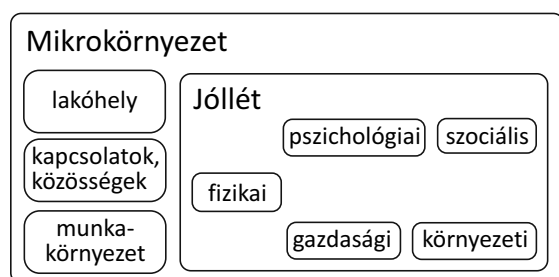 Mikrokörnyezet
lakóhely
kapcsolatok,
közösségek
munka-
környezet
Jóllét
pszichológiai
szociális
fizikai
gazdasági
környezeti